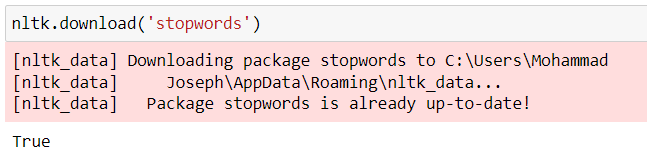 nltk.download('stopwords')
[nltk_data] Downloading package stopwords to C:\Users\Mohammad
[nltk_data]     Joseph\AppData\Roaming\nltk_data...
[nltk_data]   Package stopwords is already up-to-date!
True